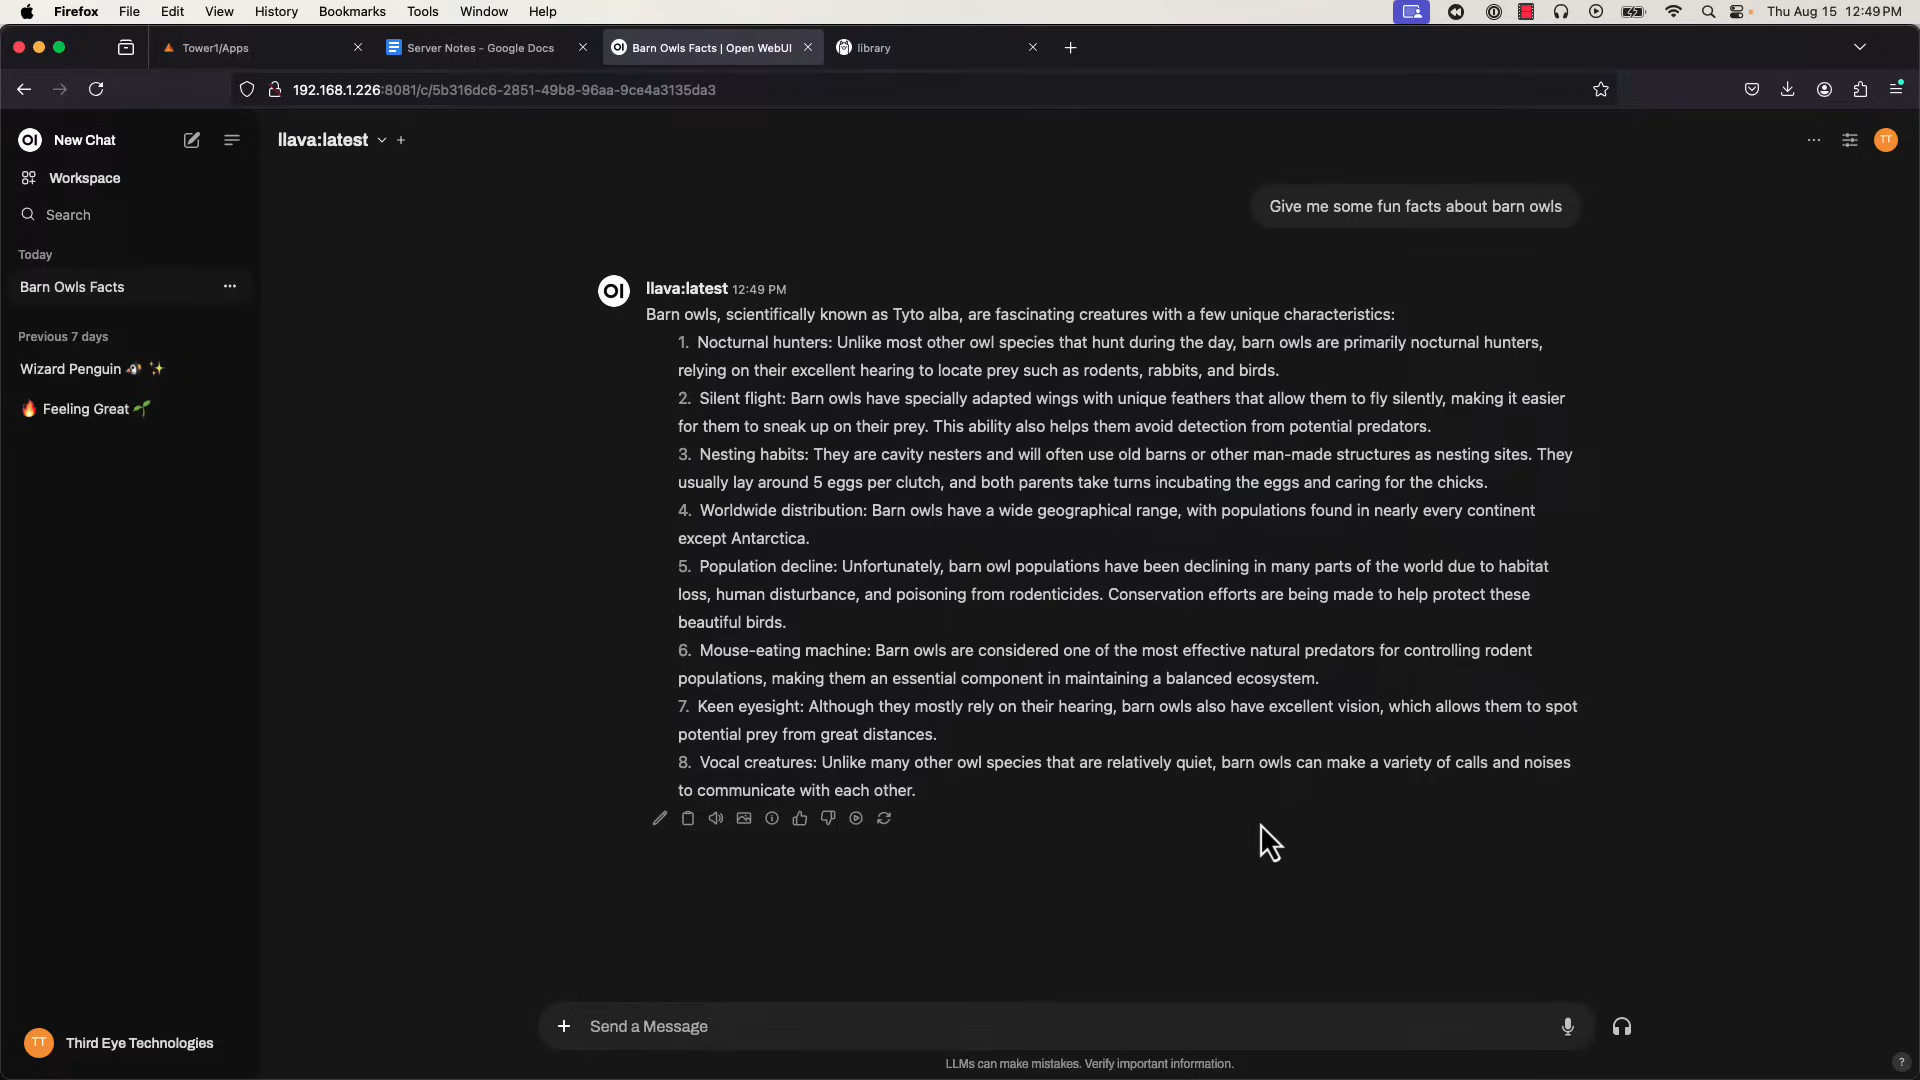 Firefox File Edit View History Bookmarks Tools Window Help Thu Aug 15 12:49 PM
Tower1/Apps Server Notes - Google Docs Barn Owls Facts | Open WebUI library
192.168.1.226:8081/c/5b316dc6-2851-49b8-96aa-9ce4a3135da3
OI New Chat
llava:latest
TT
Workspace
Search
Today
Barn Owls Facts
Previous 7 days
Wizard Penguin 🐧 ✨
🔥 Feeling Great 🌱
Give me some fun facts about barn owls
OI llava:latest 12:49 PM
Barn owls, scientifically known as Tyto alba, are fascinating creatures with a few unique characteristics:
1. Nocturnal hunters: Unlike most other owl species that hunt during the day, barn owls are primarily nocturnal hunters,
relying on their excellent hearing to locate prey such as rodents, rabbits, and birds.
2. Silent flight: Barn owls have specially adapted wings with unique feathers that allow them to fly silently, making it easier
for them to sneak up on their prey. This ability also helps them avoid detection from potential predators.
3. Nesting habits: They are cavity nesters and will often use old barns or other man-made structures as nesting sites. They
usually lay around 5 eggs per clutch, and both parents take turns incubating the eggs and caring for the chicks.
4. Worldwide distribution: Barn owls have a wide geographical range, with populations found in nearly every continent
except Antarctica.
5. Population decline: Unfortunately, barn owl populations have been declining in many parts of the world due to habitat
loss, human disturbance, and poisoning from rodenticides. Conservation efforts are being made to help protect these
beautiful birds.
6. Mouse-eating machine: Barn owls are considered one of the most effective natural predators for controlling rodent
populations, making them an essential component in maintaining a balanced ecosystem.
7. Keen eyesight: Although they mostly rely on their hearing, barn owls also have excellent vision, which allows them to spot
potential prey from great distances.
8. Vocal creatures: Unlike many other owl species that are relatively quiet, barn owls can make a variety of calls and noises
to communicate with each other.
Send a Message
TT Third Eye Technologies
LLMs can make mistakes. Verify important information.
?